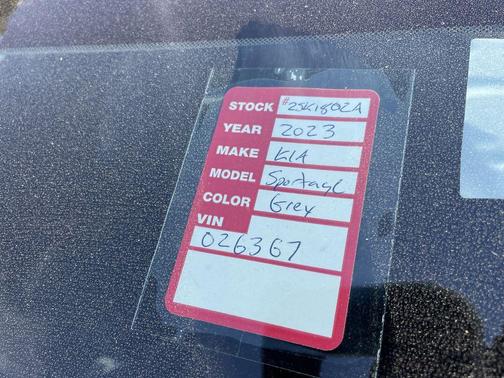 STOCK #25K1802A
YEAR 2023
MAKE KIA
MODEL Sportage
COLOR Grey
VIN
026367